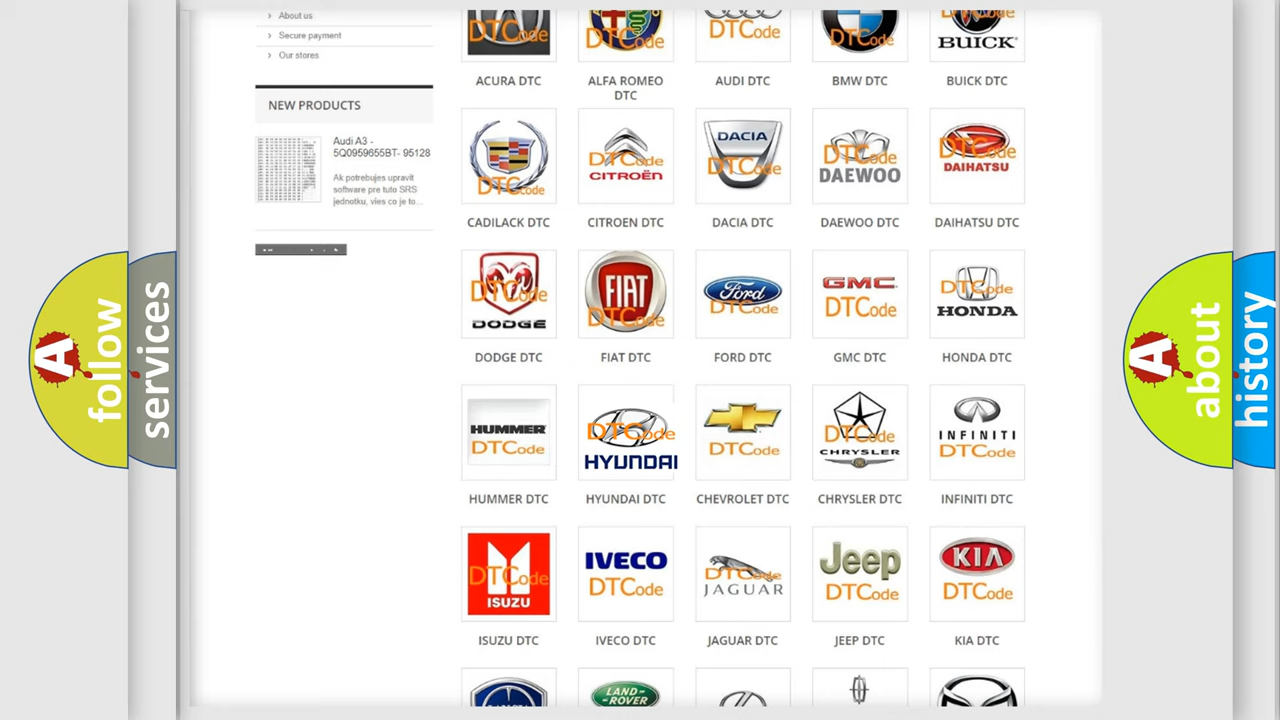 About us
Secure payment
Our stores
NEW PRODUCTS
Audi A3 -
5Q0959655BT- 95128
Ak potrebujes upravit
software pre tuto SRS
jednotku, vies co je to...
DTCode
DTCode
DTCode
DTCode
BUICK
ACURA DTC
ALFA ROMEO
DTC
AUDI DTC
BMW DTC
BUICK DTC
DTCode
DTCode
CITROËN
DACIA
DTCode
DTCode
DAEWOO
DTCode
DAIHATSU
CADILACK DTC
CITROEN DTC
DACIA DTC
DAEWOO DTC
DAIHATSU DTC
DTCode
DODGE
FIAT
DTCode
Ford
DTCode
GMC
DTCode
DTCode
HONDA
DODGE DTC
FIAT DTC
FORD DTC
GMC DTC
HONDA DTC
HUMMER
DTCode
DTCode
HYUNDAI
DTCode
DTCode
CHRYSLER
INFINITI
DTCode
HUMMER DTC
HYUNDAI DTC
CHEVROLET DTC
CHRYSLER DTC
INFINITI DTC
DTCode
ISUZU
IVECO
DTCode
DTCode
JAGUAR
Jeep
DTCode
KIA
DTCode
ISUZU DTC
IVECO DTC
JAGUAR DTC
JEEP DTC
KIA DTC
LAND-
ROVER
A
follow
services
A
about
history